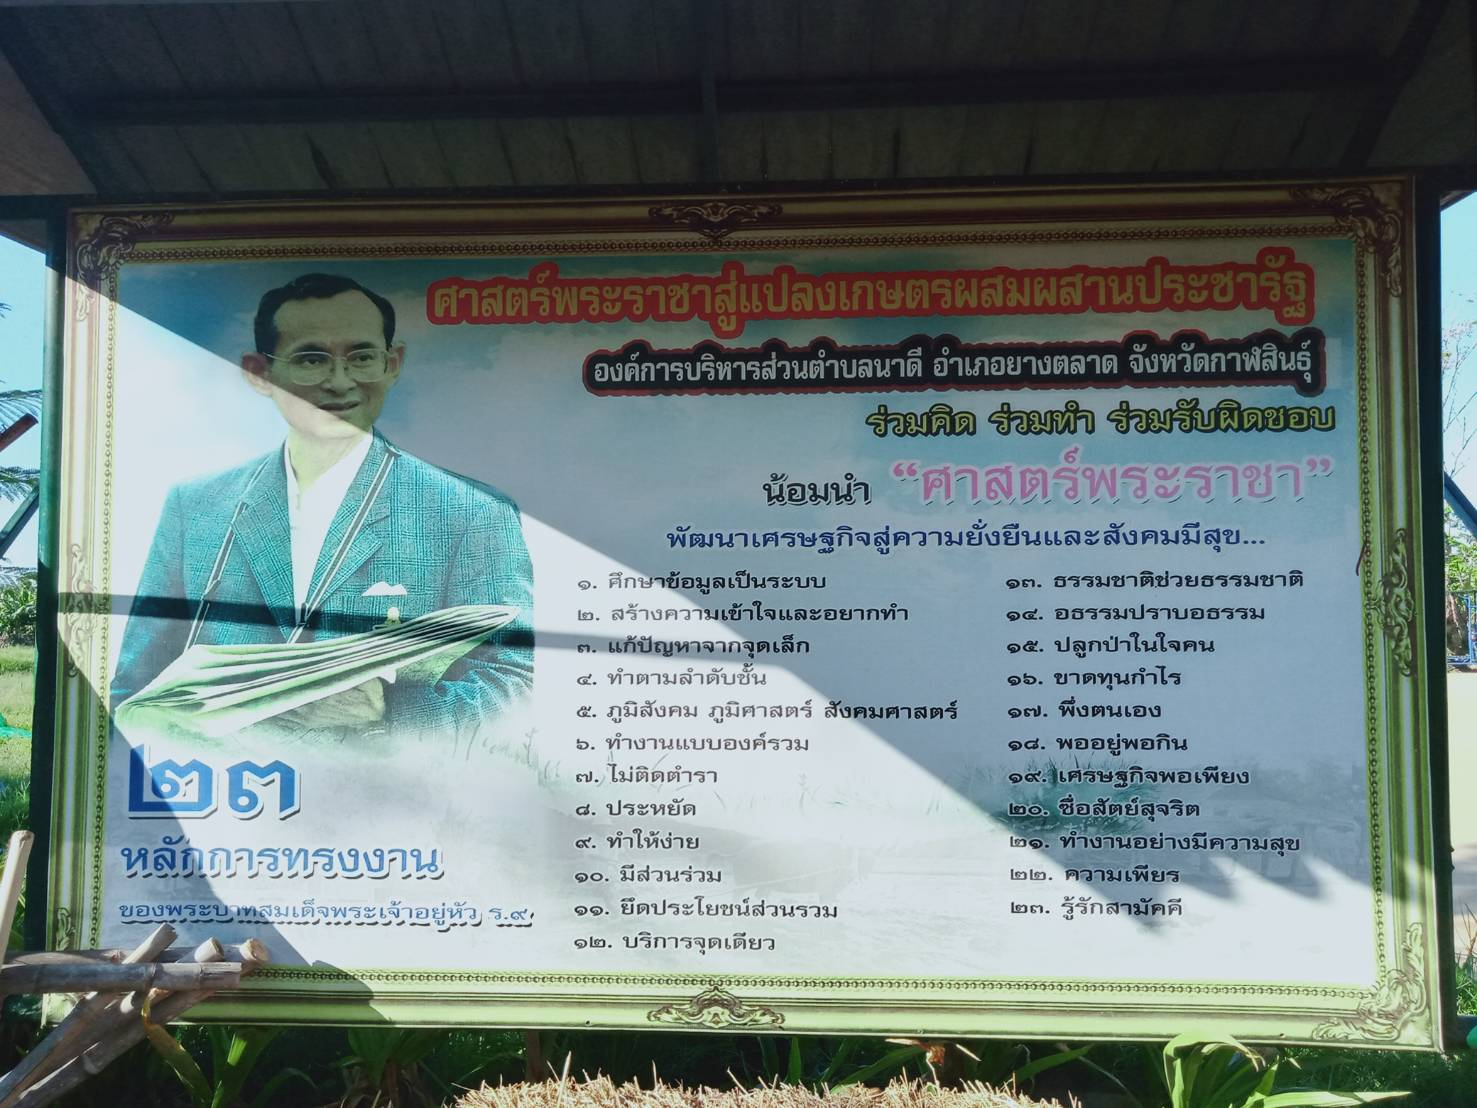 ศาสตร์พระราชาสู่แปลงเกษตรผสมผสานประชารัฐ
องค์การบริหารส่วนตำบลนาดี อำเภอยางตลาด จังหวัดกาฬสินธุ์
ร่วมคิด ร่วมทำ ร่วมรับผิดชอบ
น้อมนำ “ศาสตร์พระราชา”
พัฒนาเศรษฐกิจสู่ความยั่งยืนและสังคมมีสุข...
๑. ศึกษาข้อมูลเป็นระบบ
๒. สร้างความเข้าใจและอยากทำ
๓. แก้ปัญหาจากจุดเล็ก
๔. ทำตามลำดับชั้น
๕. ภูมิสังคม ภูมิศาสตร์ สังคมศาสตร์
๖. ทำงานแบบองค์รวม
๗. ไม่ติดตำรา
๘. ประหยัด
๙. ทำให้ง่าย
๑๐. มีส่วนร่วม
๑๑. ยึดประโยชน์ส่วนรวม
๑๒. บริการจุดเดียว
๑๓. ธรรมชาติช่วยธรรมชาติ
๑๔. อธรรมปราบอธรรม
๑๕. ปลูกป่าในใจคน
๑๖. ขาดทุนกำไร
๑๗. พึ่งตนเอง
๑๘. พออยู่พอกิน
๑๙. เศรษฐกิจพอเพียง
๒๐. ซื่อสัตย์สุจริต
๒๑. ทำงานอย่างมีความสุข
๒๒. ความเพียร
๒๓. รู้รักสามัคคี
๒๓
หลักการทรงงาน
ของพระบาทสมเด็จพระเจ้าอยู่หัว ร.๙